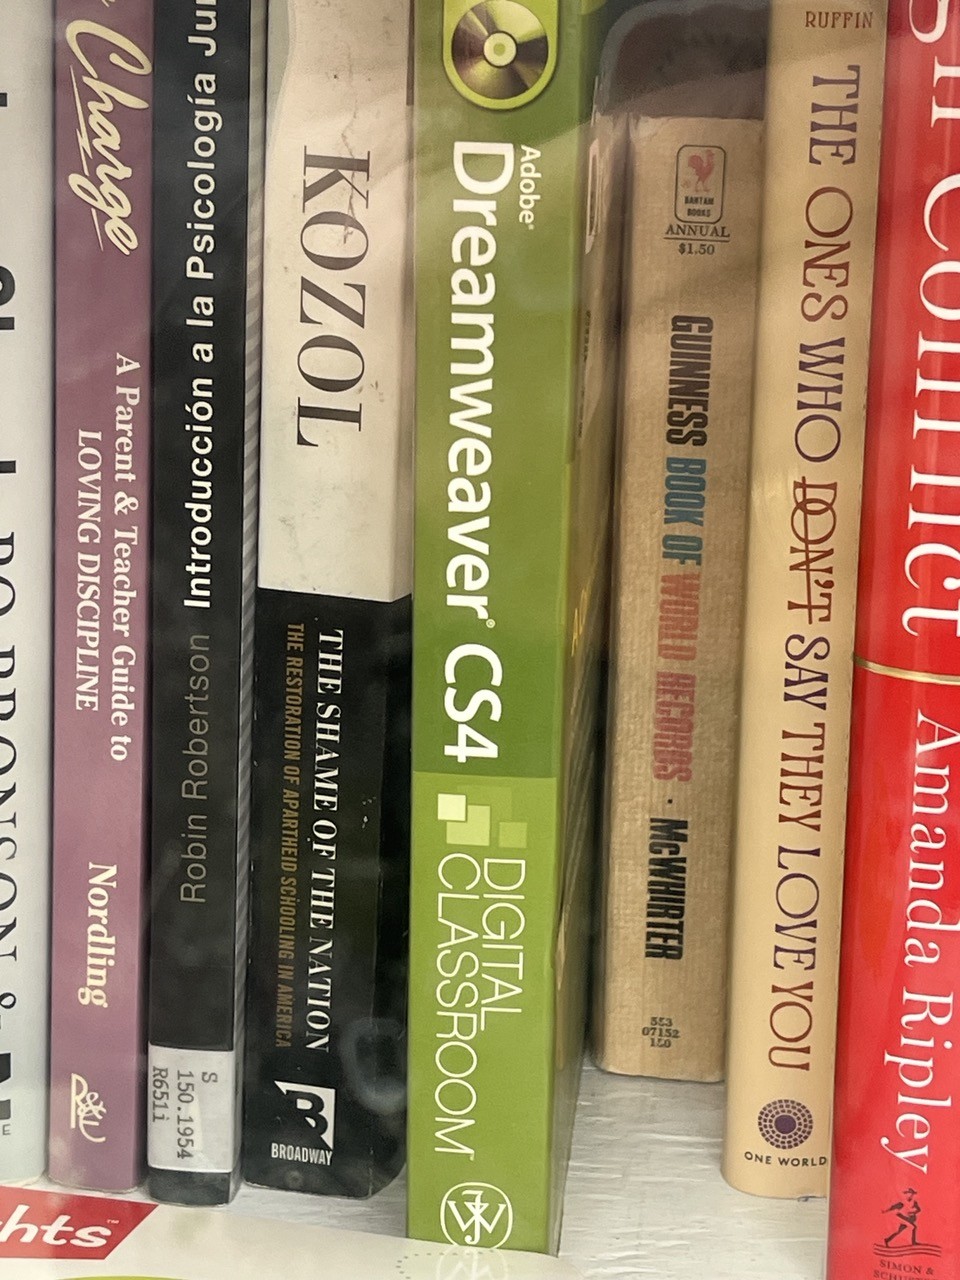 BRONSON &
Charge
A Parent & Teacher Guide to
LOVING DISCIPLINE
Nordling
Robin Robertson Introducción a la Psicología
S
150.1954
R651i
KOZOL
THE SHAME OF THE NATION
THE RESTORATION OF APARTHEID SCHOOLING IN AMERICA
BROADWAY
Adobe®
Dreamweaver® CS4
DIGITAL
CLASSROOM
BANTAM
BOOKS
ANNUAL
$1.50
GUINNESS BOOK OF WORLD RECORDS · McWHIRTER
553
07152
150
RUFFIN
THE ONES WHO DON'T SAY THEY LOVE YOU
ONE WORLD
Amanda Ripley
SIMON &